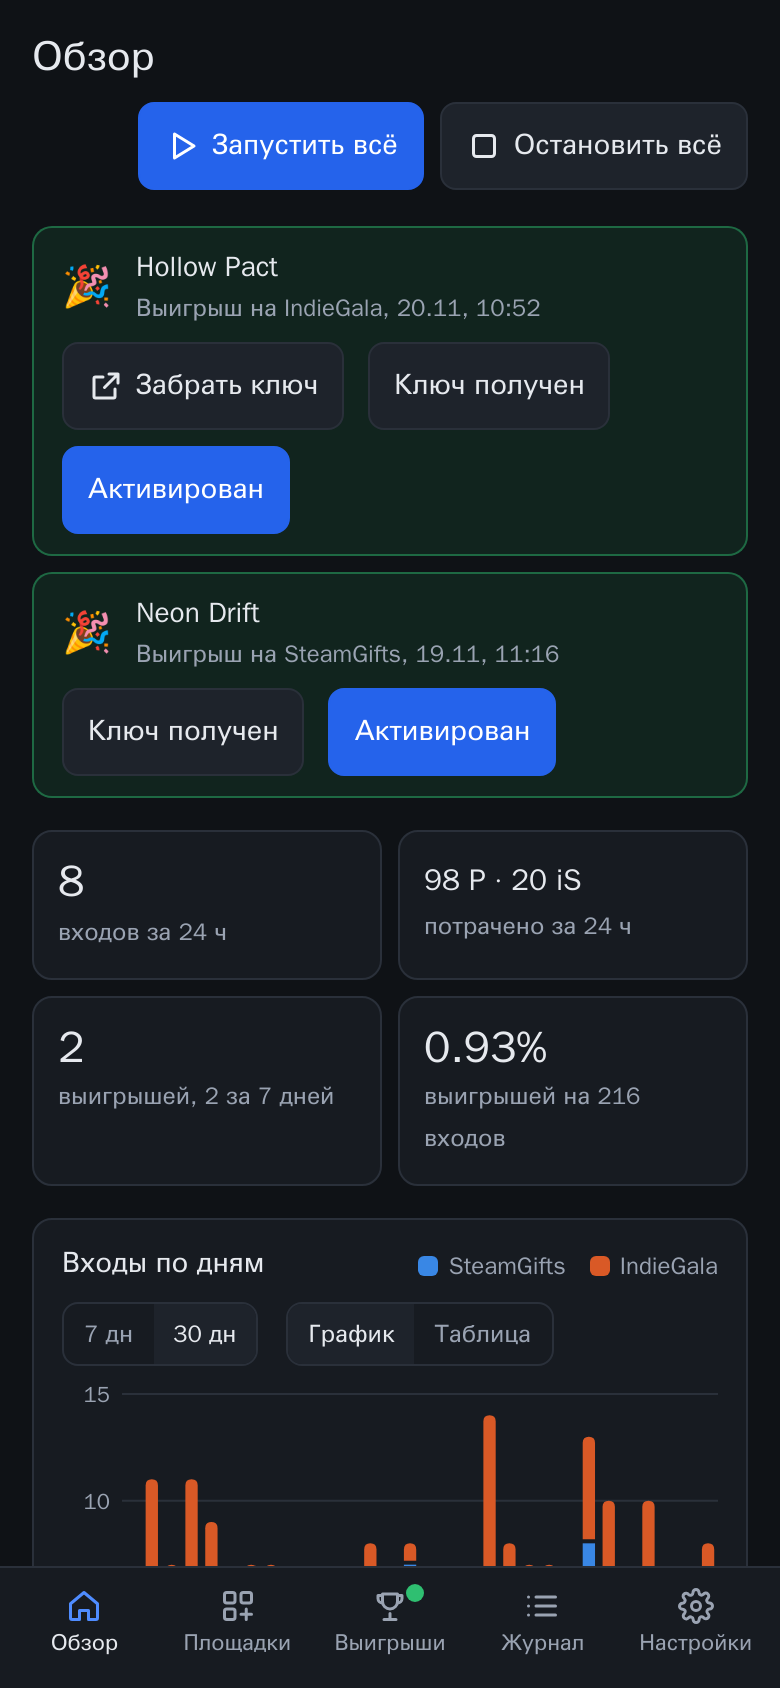 Обзор
Запустить всё
Остановить всё
Hollow Pact
Выигрыш на IndieGala, 20.11, 10:52
Забрать ключ
Ключ получен
Активирован
Neon Drift
Выигрыш на SteamGifts, 19.11, 11:16
Ключ получен
Активирован
8
входов за 24 ч
98 P · 20 iS
потрачено за 24 ч
2
выигрышей, 2 за 7 дней
0.93%
выигрышей на 216
входов
Входы по дням
SteamGifts
IndieGala
7 дн
30 дн
График
Таблица
15
10
Обзор
Площадки
Выигрыши
Журнал
Настройки